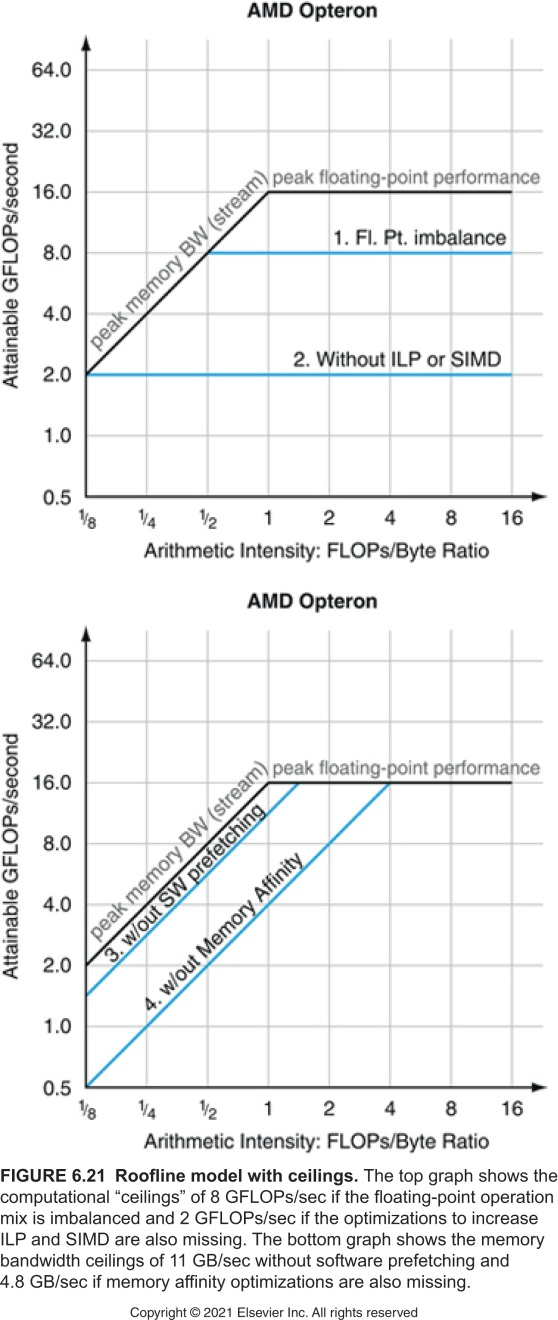 AMD Opteron
Attainable GFLOPs/second
64.0
32.0
16.0
8.0
4.0
2.0
1.0
0.5
peak memory BW (stream)
peak floating-point performance
1. Fl. Pt. imbalance
2. Without ILP or SIMD
1/8 1/4 1/2 1 2 4 8 16
Arithmetic Intensity: FLOPs/Byte Ratio
AMD Opteron
Attainable GFLOPs/second
64.0
32.0
16.0
8.0
4.0
2.0
1.0
0.5
peak memory BW (stream)
peak floating-point performance
3. w/out SW prefetching
4. w/out Memory Affinity
1/8 1/4 1/2 1 2 4 8 16
Arithmetic Intensity: FLOPs/Byte Ratio
FIGURE 6.21 Roofline model with ceilings. The top graph shows the
computational “ceilings” of 8 GFLOPs/sec if the floating-point operation
mix is imbalanced and 2 GFLOPs/sec if the optimizations to increase
ILP and SIMD are also missing. The bottom graph shows the memory
bandwidth ceilings of 11 GB/sec without software prefetching and
4.8 GB/sec if memory affinity optimizations are also missing.
Copyright © 2021 Elsevier Inc. All rights reserved